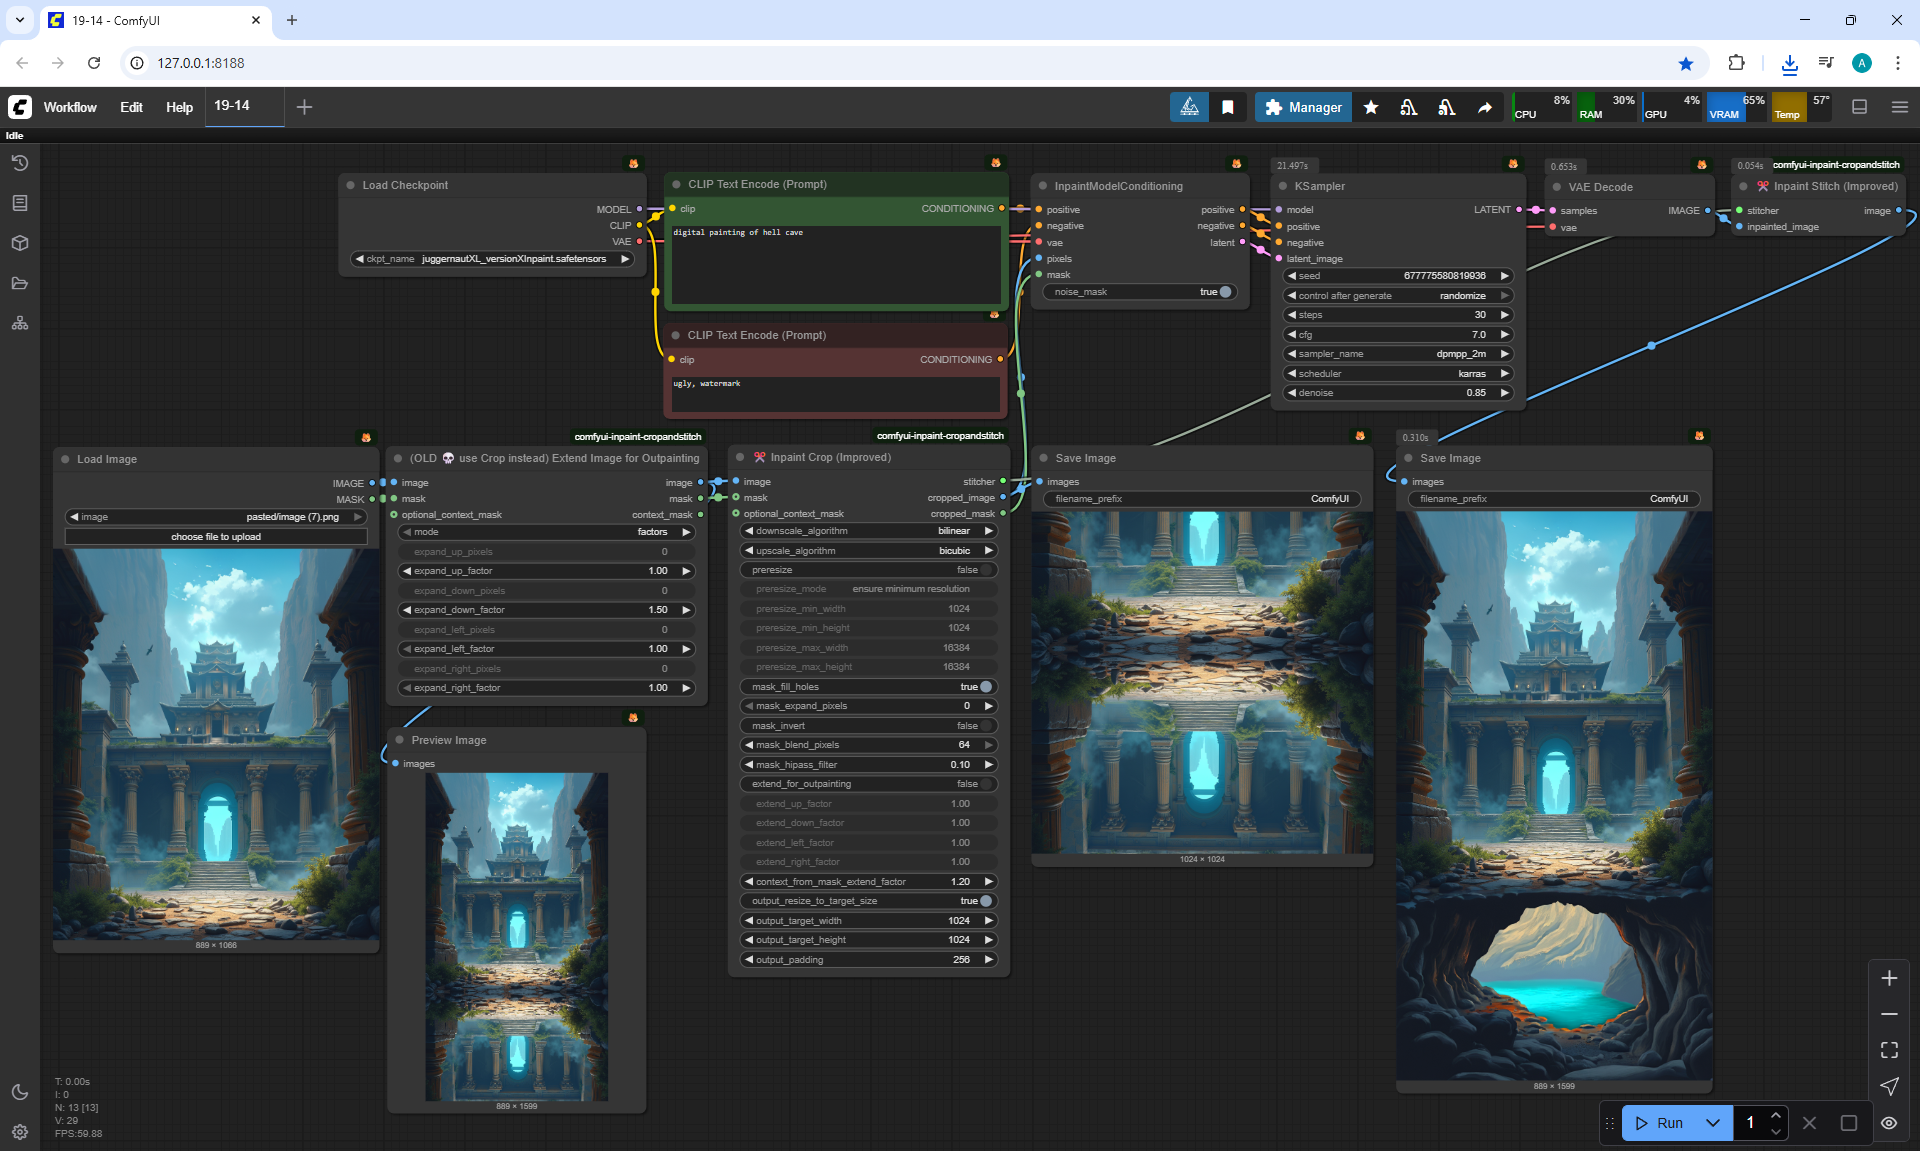 19-14 - ComfyUI
127.0.0.1:8188
A
Workflow
Edit
Help
19-14
Manager
CPU 8%
RAM 30%
GPU 4%
VRAM 65%
Temp 57°
Idle
Load Checkpoint
MODEL
CLIP
VAE
ckpt_name juggernautXL_versionXInpaint.safetensors
CLIP Text Encode (Prompt)
clip
CONDITIONING
digital painting of hell cave
CLIP Text Encode (Prompt)
clip
CONDITIONING
ugly, watermark
InpaintModelConditioning
positive positive
negative negative
vae latent
pixels
mask
noise_mask true
21.497s
KSampler
model LATENT
positive
negative
latent_image
seed 677775580819936
control after generate randomize
steps 30
cfg 7.0
sampler_name dpmpp_2m
scheduler karras
denoise 0.85
0.653s
VAE Decode
samples IMAGE
vae
0.054s
comfyui-inpaint-cropandstitch
Inpaint Stitch (Improved)
stitcher image
inpainted_image
Load Image
IMAGE
MASK
image pasted/image (7).png
choose file to upload
889 × 1066
comfyui-inpaint-cropandstitch
(OLD 💀 use Crop instead) Extend Image for Outpainting
image image
mask mask
optional_context_mask context_mask
mode factors
expand_up_pixels 0
expand_up_factor 1.00
expand_down_pixels 0
expand_down_factor 1.50
expand_left_pixels 0
expand_left_factor 1.00
expand_right_pixels 0
expand_right_factor 1.00
Preview Image
images
889 × 1599
comfyui-inpaint-cropandstitch
Inpaint Crop (Improved)
image stitcher
mask cropped_image
optional_context_mask cropped_mask
downscale_algorithm bilinear
upscale_algorithm bicubic
preresize false
preresize_mode ensure minimum resolution
preresize_min_width 1024
preresize_min_height 1024
preresize_max_width 16384
preresize_max_height 16384
mask_fill_holes true
mask_expand_pixels 0
mask_invert false
mask_blend_pixels 64
mask_hipass_filter 0.10
extend_for_outpainting false
extend_up_factor 1.00
extend_down_factor 1.00
extend_left_factor 1.00
extend_right_factor 1.00
context_from_mask_extend_factor 1.20
output_resize_to_target_size true
output_target_width 1024
output_target_height 1024
output_padding 256
Save Image
images
filename_prefix ComfyUI
1024 × 1024
0.310s
Save Image
images
filename_prefix ComfyUI
889 × 1599
T: 0.00s
I: 0
N: 13 [13]
V: 29
FPS:59.88
Run
1